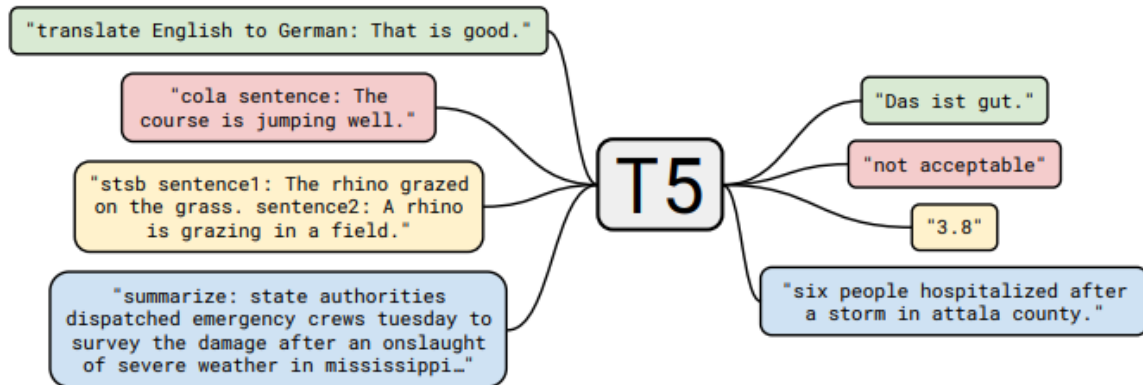 "translate English to German: That is good."
"cola sentence: The
course is jumping well."
"stsb sentence1: The rhino grazed
on the grass. sentence2: A rhino
is grazing in a field."
"summarize: state authorities
dispatched emergency crews tuesday to
survey the damage after an onslaught
of severe weather in mississippi…"
T5
"Das ist gut."
"not acceptable"
"3.8"
"six people hospitalized after
a storm in attala county."